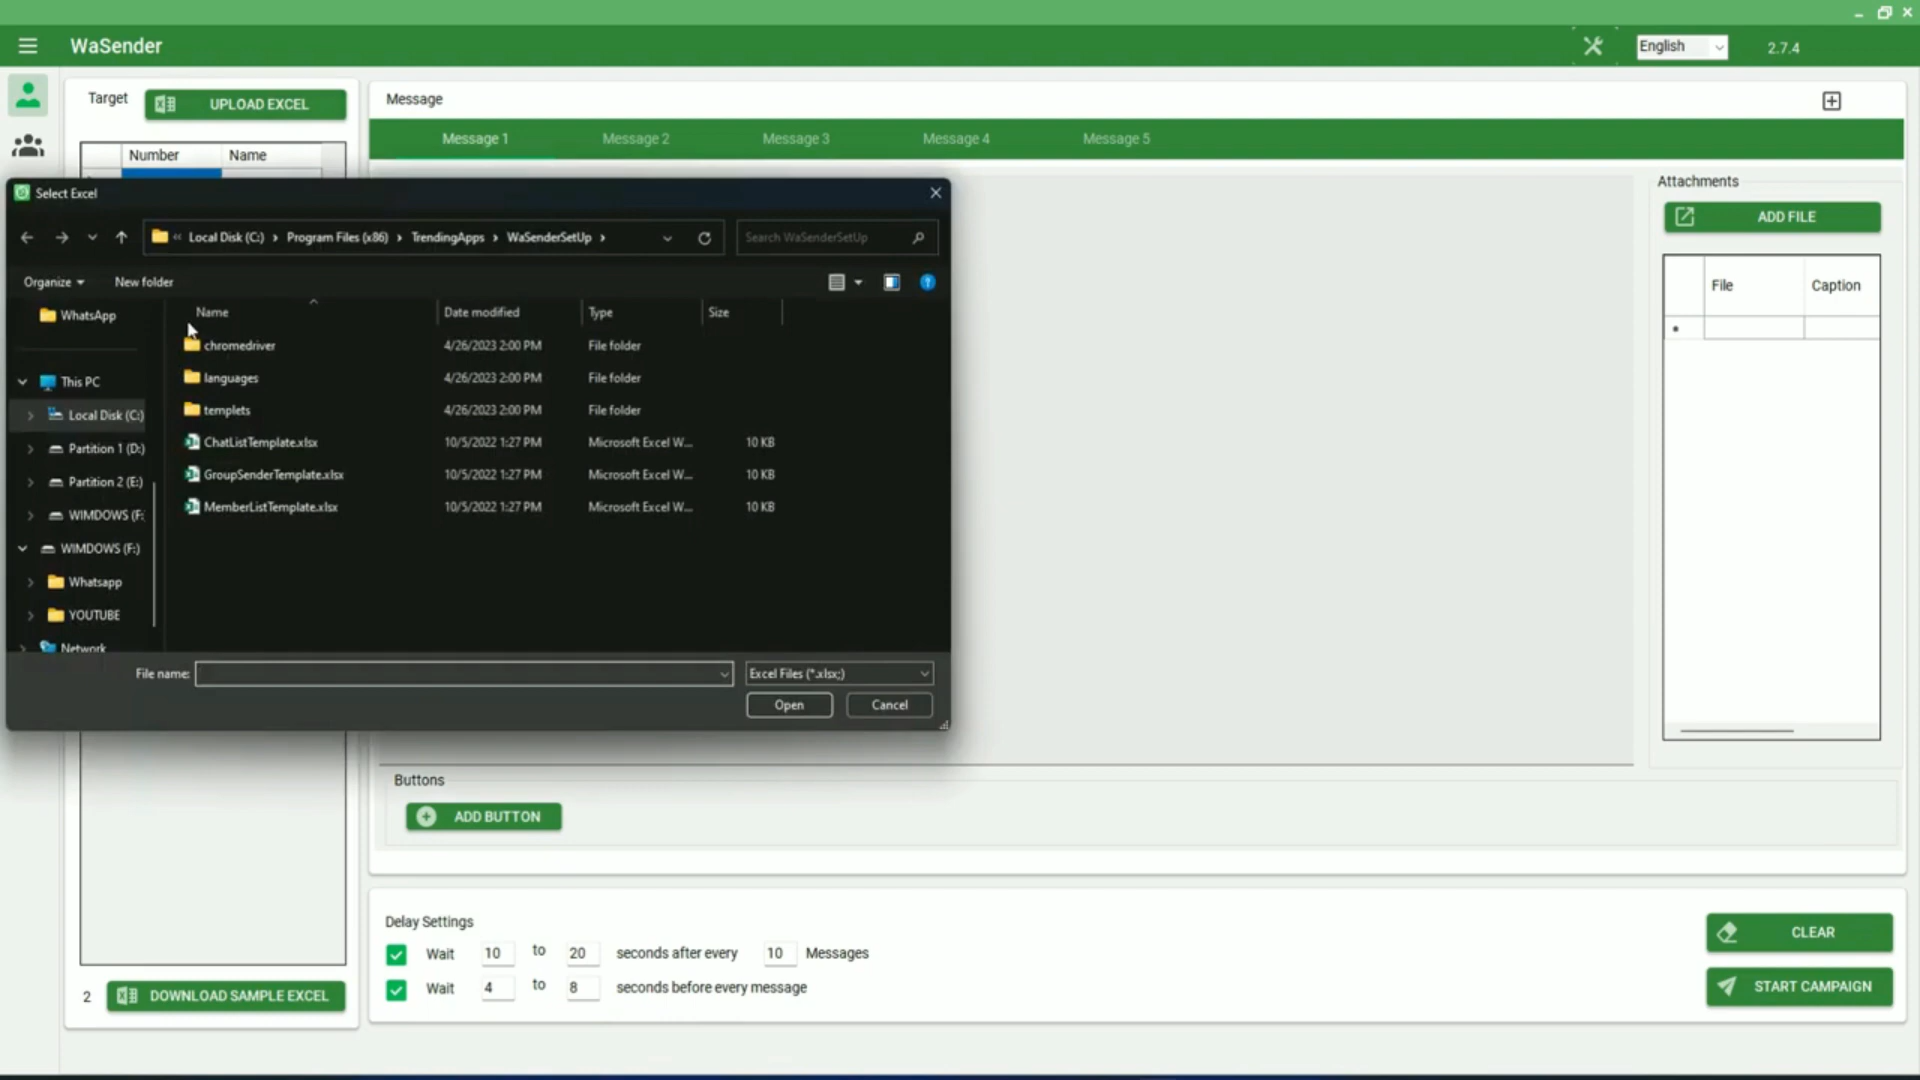 WaSender
English
2.7.4
Target
UPLOAD EXCEL
Number Name
Message
Message 1 Message 2 Message 3 Message 4 Message 5
Select Excel
« Local Disk (C:) › Program Files (x86) › TrendingApps › WaSenderSetUp ›
Search WaSenderSetUp
Organize
New folder
WhatsApp
This PC
Local Disk (C:)
Partition 1 (D:)
Partition 2 (E:)
WIMDOWS (F:
WIMDOWS (F:)
Whatsapp
YOUTUBE
Network
Name Date modified Type Size
chromedriver 4/26/2023 2:00 PM File folder
languages 4/26/2023 2:00 PM File folder
templets 4/26/2023 2:00 PM File folder
ChatListTemplate.xlsx 10/5/2022 1:27 PM Microsoft Excel W... 10 KB
GroupSenderTemplate.xlsx 10/5/2022 1:27 PM Microsoft Excel W... 10 KB
MemberListTemplate.xlsx 10/5/2022 1:27 PM Microsoft Excel W... 10 KB
File name:
Excel Files (*.xlsx;)
Open
Cancel
Attachments
ADD FILE
File Caption
Buttons
ADD BUTTON
Delay Settings
Wait 10 to 20 seconds after every 10 Messages
Wait 4 to 8 seconds before every message
CLEAR
START CAMPAIGN
2
DOWNLOAD SAMPLE EXCEL